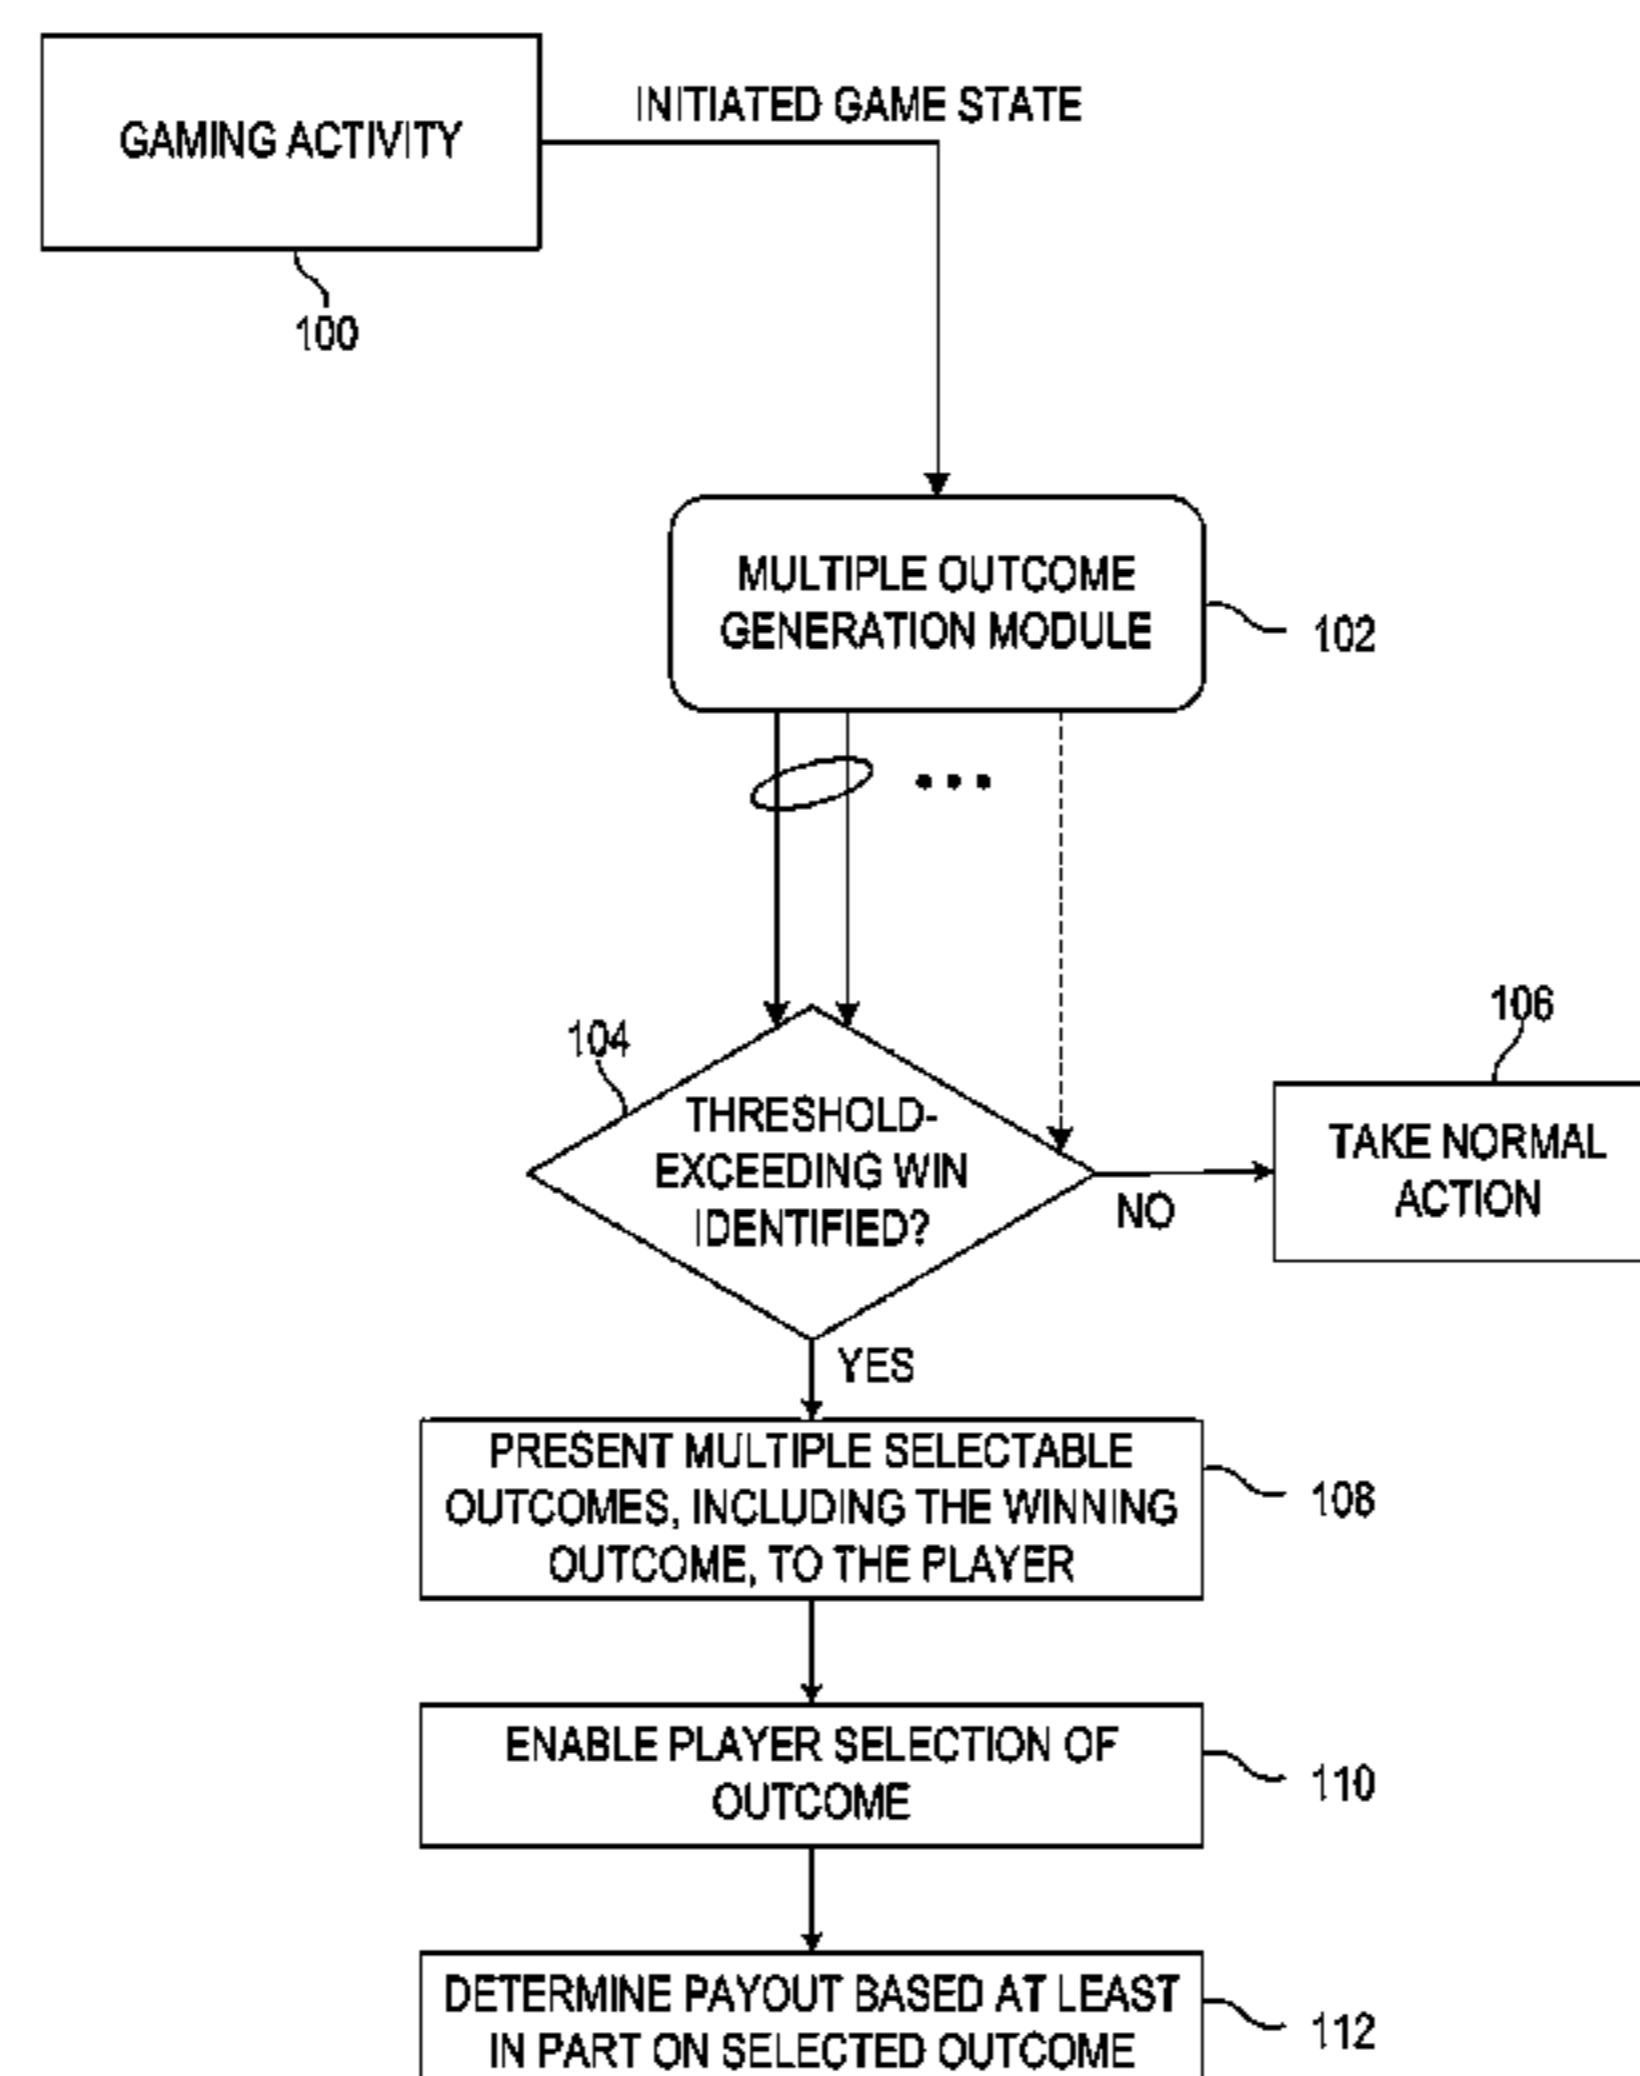 INITIATED GAME STATE
GAMING ACTIVITY
100
MULTIPLE OUTCOME
GENERATION MODULE
102
104
106
THRESHOLD-
EXCEEDING WIN
IDENTIFIED?
NO
TAKE NORMAL
ACTION
YES
PRESENT MULTIPLE SELECTABLE
OUTCOMES, INCLUDING THE WINNING
OUTCOME, TO THE PLAYER
108
ENABLE PLAYER SELECTION OF
OUTCOME
110
DETERMINE PAYOUT BASED AT LEAST
IN PART ON SELECTED OUTCOME
112